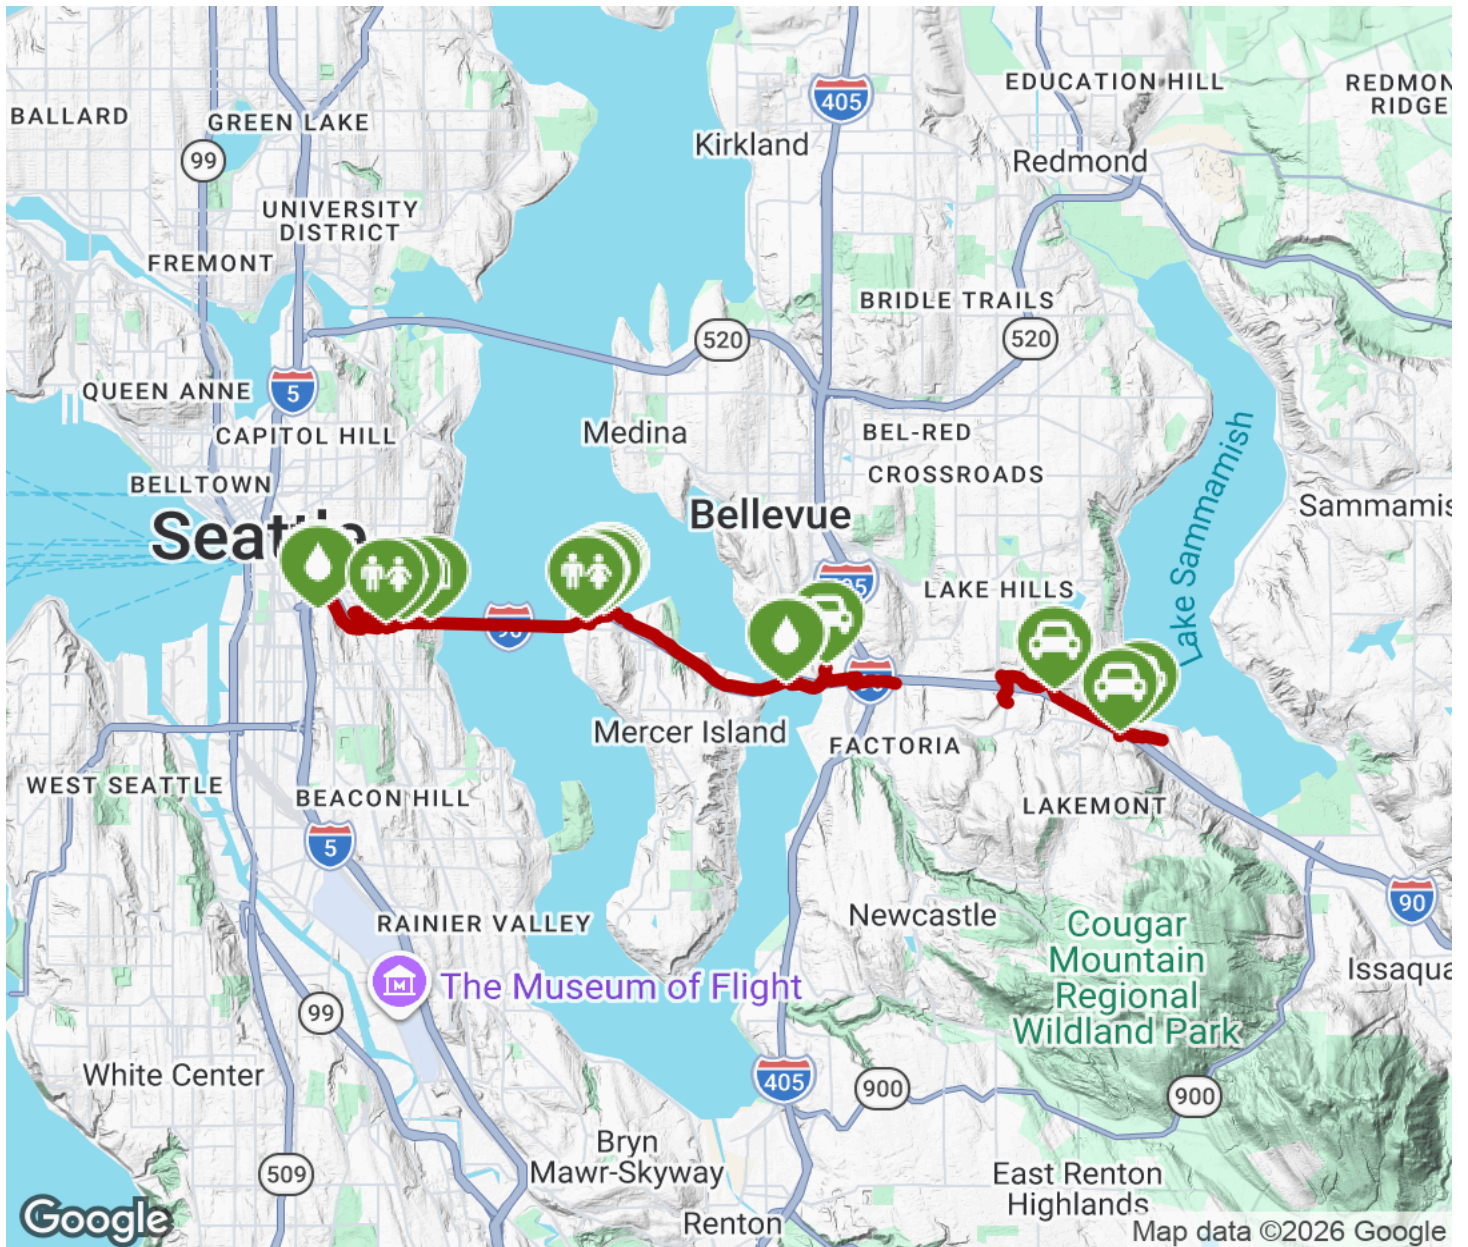 EDUCATION HILL
REDMON
RIDGE
405
BALLARD
GREEN LAKE
Kirkland
99
Redmond
UNIVERSITY
DISTRICT
FREMONT
BRIDLE TRAILS
520
520
5
QUEEN ANNE
CAPITOL HILL
Medina
BEL-RED
CROSSROADS
BELLTOWN
Seattle
Bellevue
Lake Sammamish
Sammamis
LAKE HILLS
Mercer Island
FACTORIA
WEST SEATTLE
BEACON HILL
LAKEMONT
5
90
RAINIER VALLEY
Newcastle
Cougar
Mountain
Regional
Wildland Park
Issaqua
The Museum of Flight
99
White Center
405
900
900
Bryn
Mawr-Skyway
509
East Renton
Highlands
Renton
Google
Map data ©2026 Google